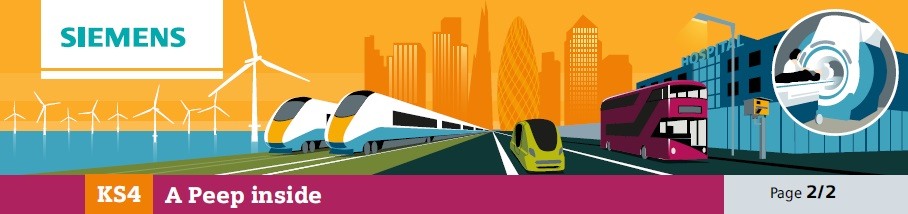 SIEMENS
HOSPITAL
KS4 A Peep inside Page 2/2